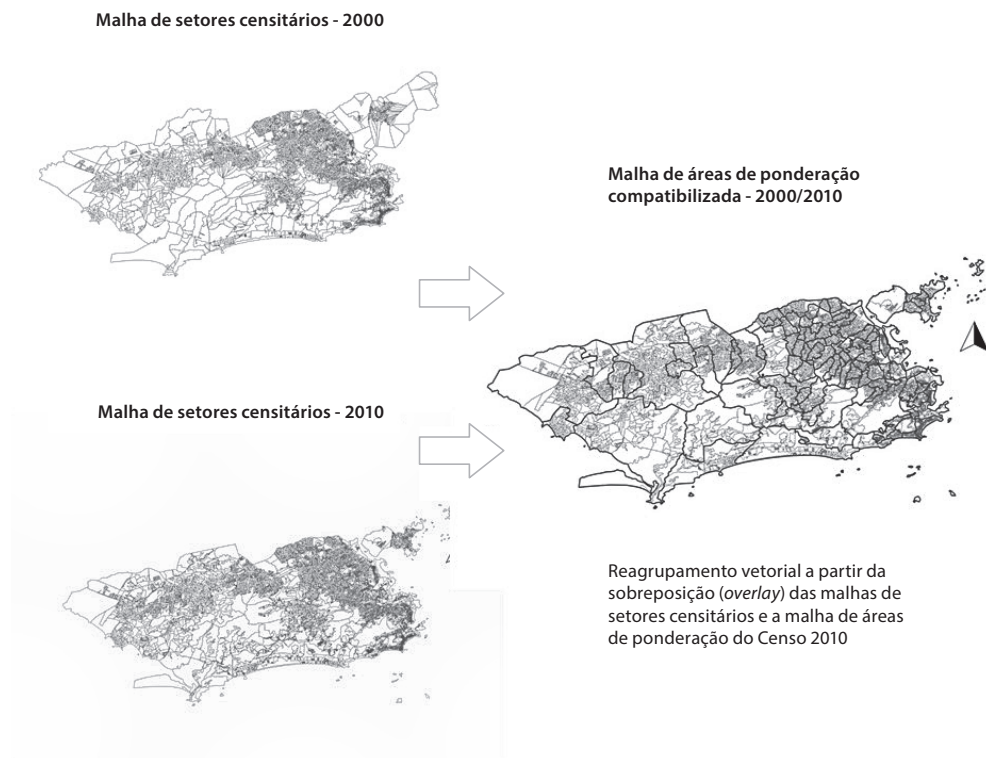 Malha de setores censitários - 2000
Malha de áreas de ponderação
compatibilizada - 2000/2010
Malha de setores censitários - 2010
Reagrupamento vetorial a partir da
sobreposição (overlay) das malhas de
setores censitários e a malha de áreas
de ponderação do Censo 2010